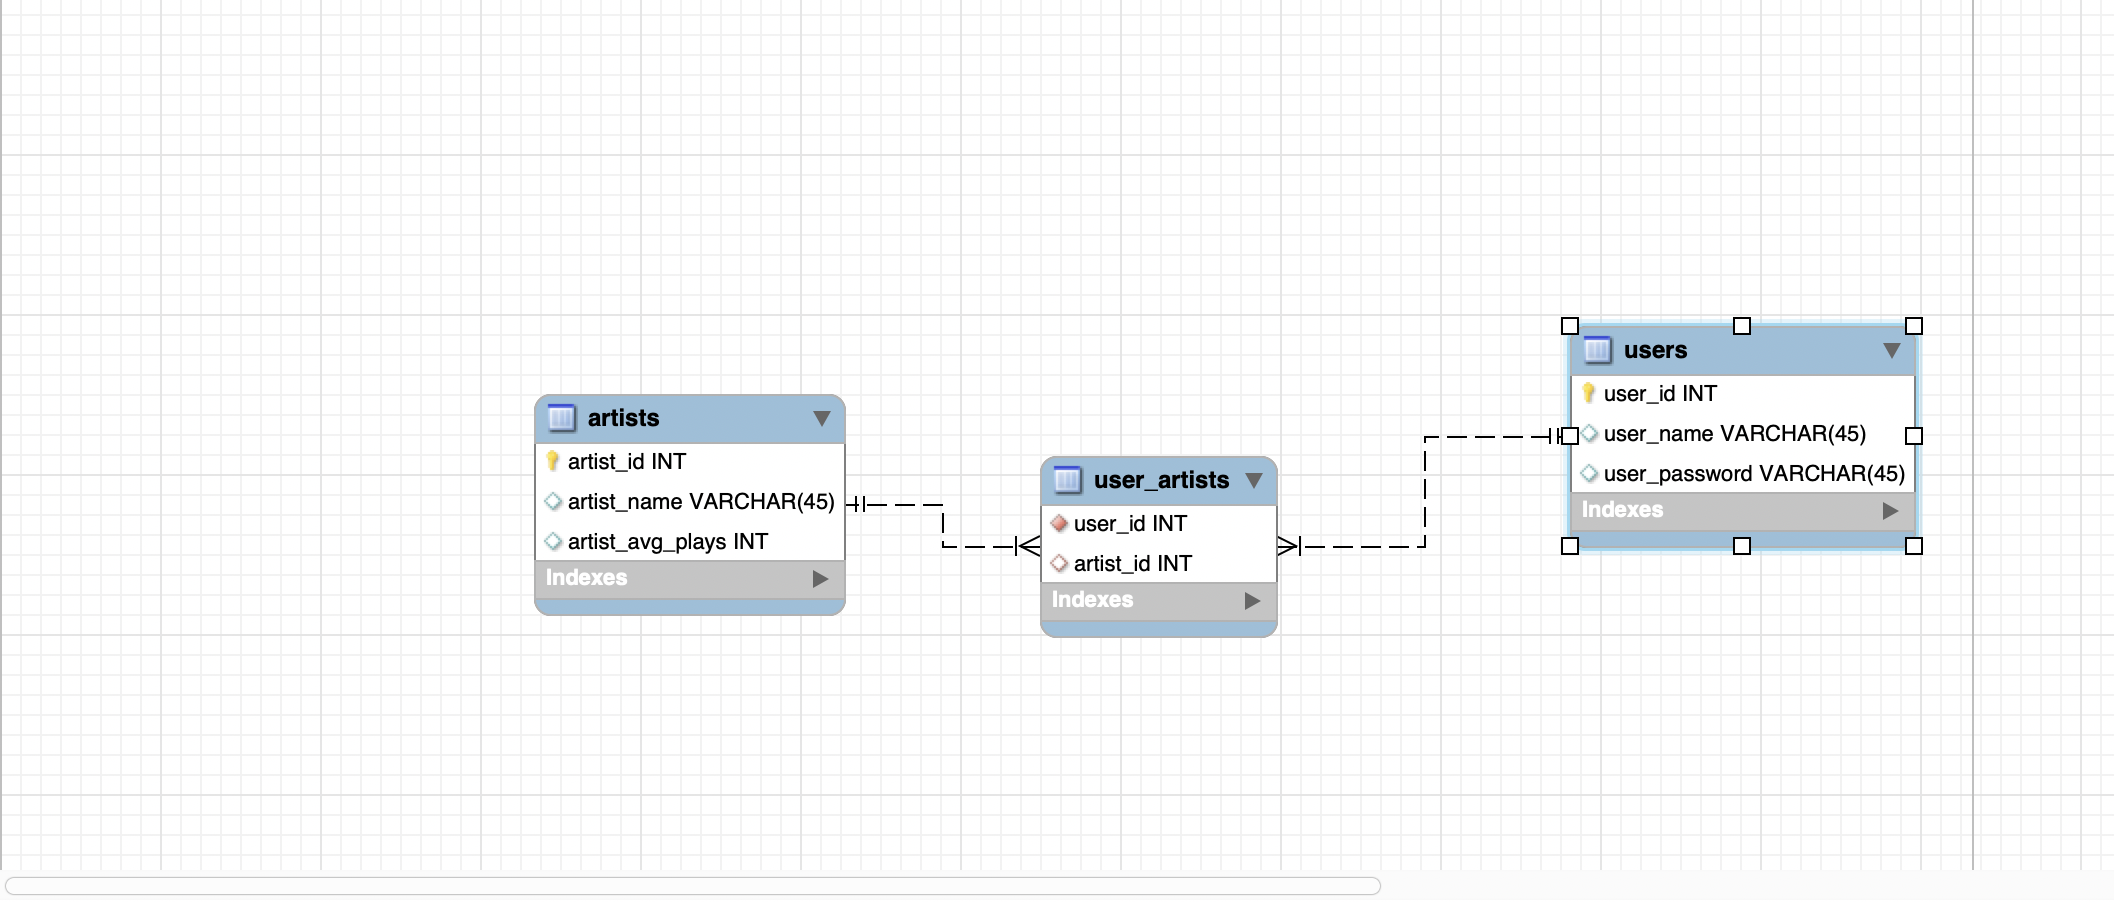 artists
artist_id INT
artist_name VARCHAR(45)
artist_avg_plays INT
Indexes
user_artists
user_id INT
artist_id INT
Indexes
users
user_id INT
user_name VARCHAR(45)
user_password VARCHAR(45)
Indexes